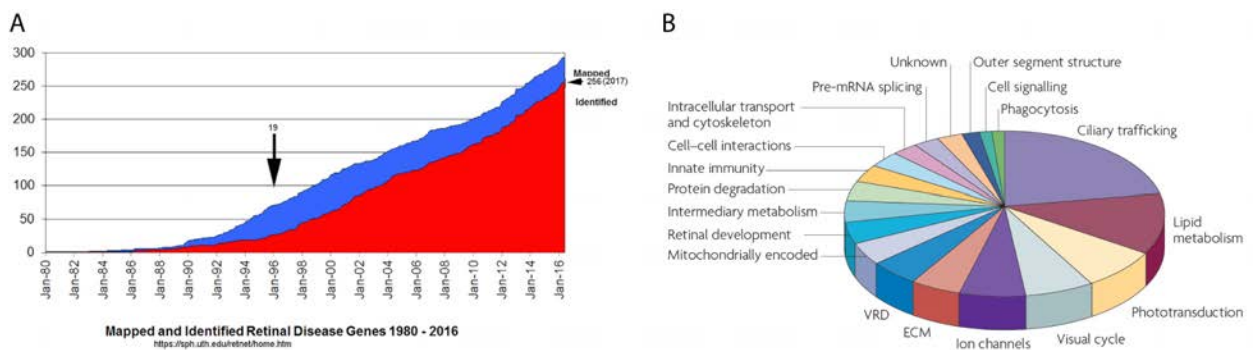 A
300
250
200
150
100
50
0
19
Mapped
256 (2017)
Identified
Jan-80
Jan-82
Jan-84
Jan-86
Jan-88
Jan-90
Jan-92
Jan-94
Jan-96
Jan-98
Jan-00
Jan-02
Jan-04
Jan-06
Jan-08
Jan-10
Jan-12
Jan-14
Jan-16
Mapped and Identified Retinal Disease Genes 1980 - 2016
https://sph.uth.edu/retnet/home.htm
B
Unknown
Outer segment structure
Pre-mRNA splicing
Cell signalling
Intracellular transport
and cytoskeleton
Phagocytosis
Ciliary trafficking
Cell–cell interactions
Innate immunity
Protein degradation
Intermediary metabolism
Retinal development
Mitochondrially encoded
Lipid
metabolism
VRD
ECM
Ion channels
Visual cycle
Phototransduction